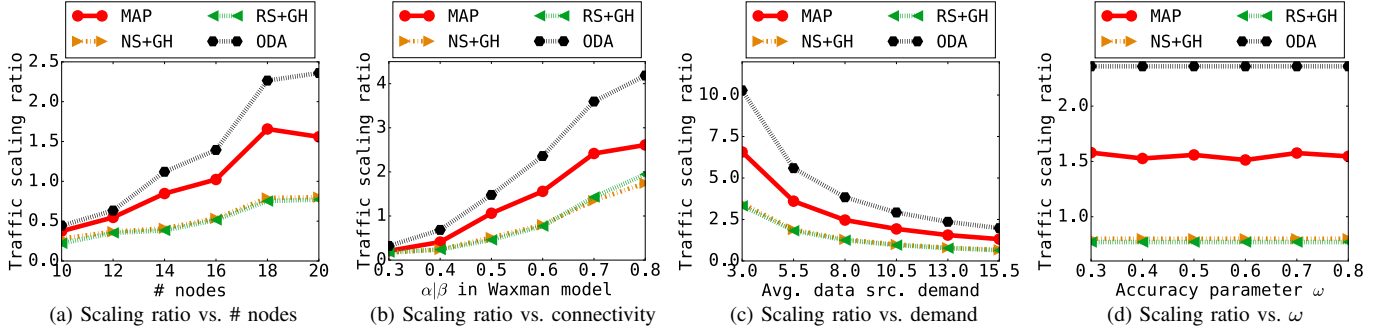 MAP RS+GH
NS+GH ODA
Traffic scaling ratio
2.5
2.0
1.5
1.0
0.5
0.0
10 12 14 16 18 20
# nodes
(a) Scaling ratio vs. # nodes
MAP RS+GH
NS+GH ODA
Traffic scaling ratio
4
3
2
1
0
0.3 0.4 0.5 0.6 0.7 0.8
α|β in Waxman model
(b) Scaling ratio vs. connectivity
MAP RS+GH
NS+GH ODA
Traffic scaling ratio
10.0
7.5
5.0
2.5
0.0
3.0 5.5 8.0 10.5 13.0 15.5
Avg. data src. demand
(c) Scaling ratio vs. demand
MAP RS+GH
NS+GH ODA
Traffic scaling ratio
2.0
1.5
1.0
0.3 0.4 0.5 0.6 0.7 0.8
Accuracy parameter ω
(d) Scaling ratio vs. ω